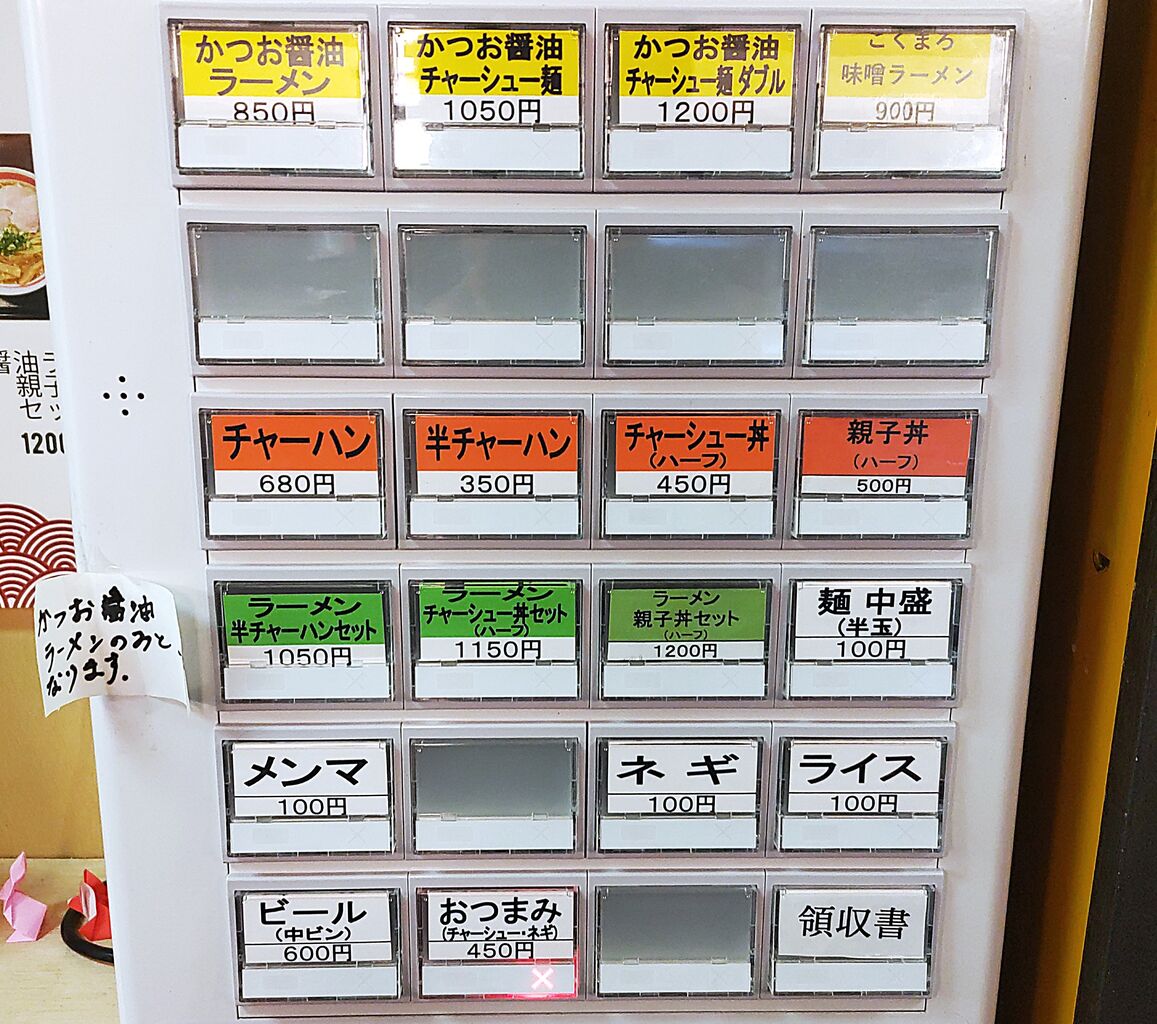 かつお醤油
ラーメン
850円
かつお醤油
チャーシュー麺
1050円
かつお醤油
チャーシュー麺 ダブル
1200円
こくまろ
味噌ラーメン
900円
チャーハン
680円
半チャーハン
350円
チャーシュー丼
(ハーフ)
450円
親子丼
(ハーフ)
500円
ラーメン
半チャーハンセット
1050円
ラーメン
チャーシュー丼セット
(ハーフ)
1150円
ラーメン
親子丼セット
(ハーフ)
1200円
麺 中盛
(半玉)
100円
メンマ
100円
ネギ
100円
ライス
100円
ビール
(中ビン)
600円
おつまみ
(チャーシュー・ネギ)
450円
領収書
醤油ラ
親子
セッ
1200
かつお醤油
ラーメンのみと、
なります.